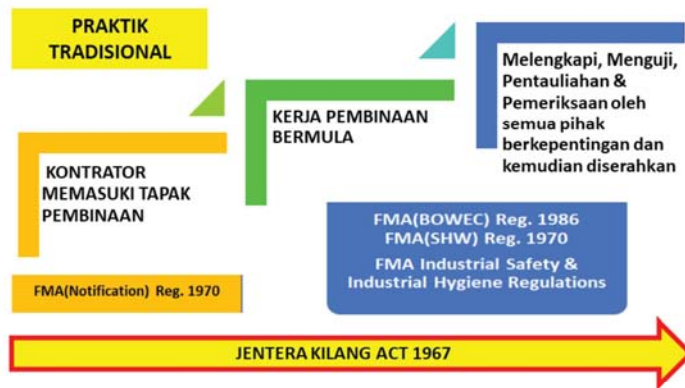 PRAKTIK
TRADISIONAL
KONTRATOR
MEMASUKI TAPAK
PEMBINAAN
KERJA PEMBINAAN
BERMULA
Melengkapi, Menguji,
Pentauliahan &
Pemeriksaan oleh
semua pihak
berkepentingan dan
kemudian diserahkan
FMA(Notification) Reg. 1970
FMA(BOWEC) Reg. 1986
FMA(SHW) Reg. 1970
FMA Industrial Safety &
Industrial Hygiene Regulations
JENTERA KILANG ACT 1967